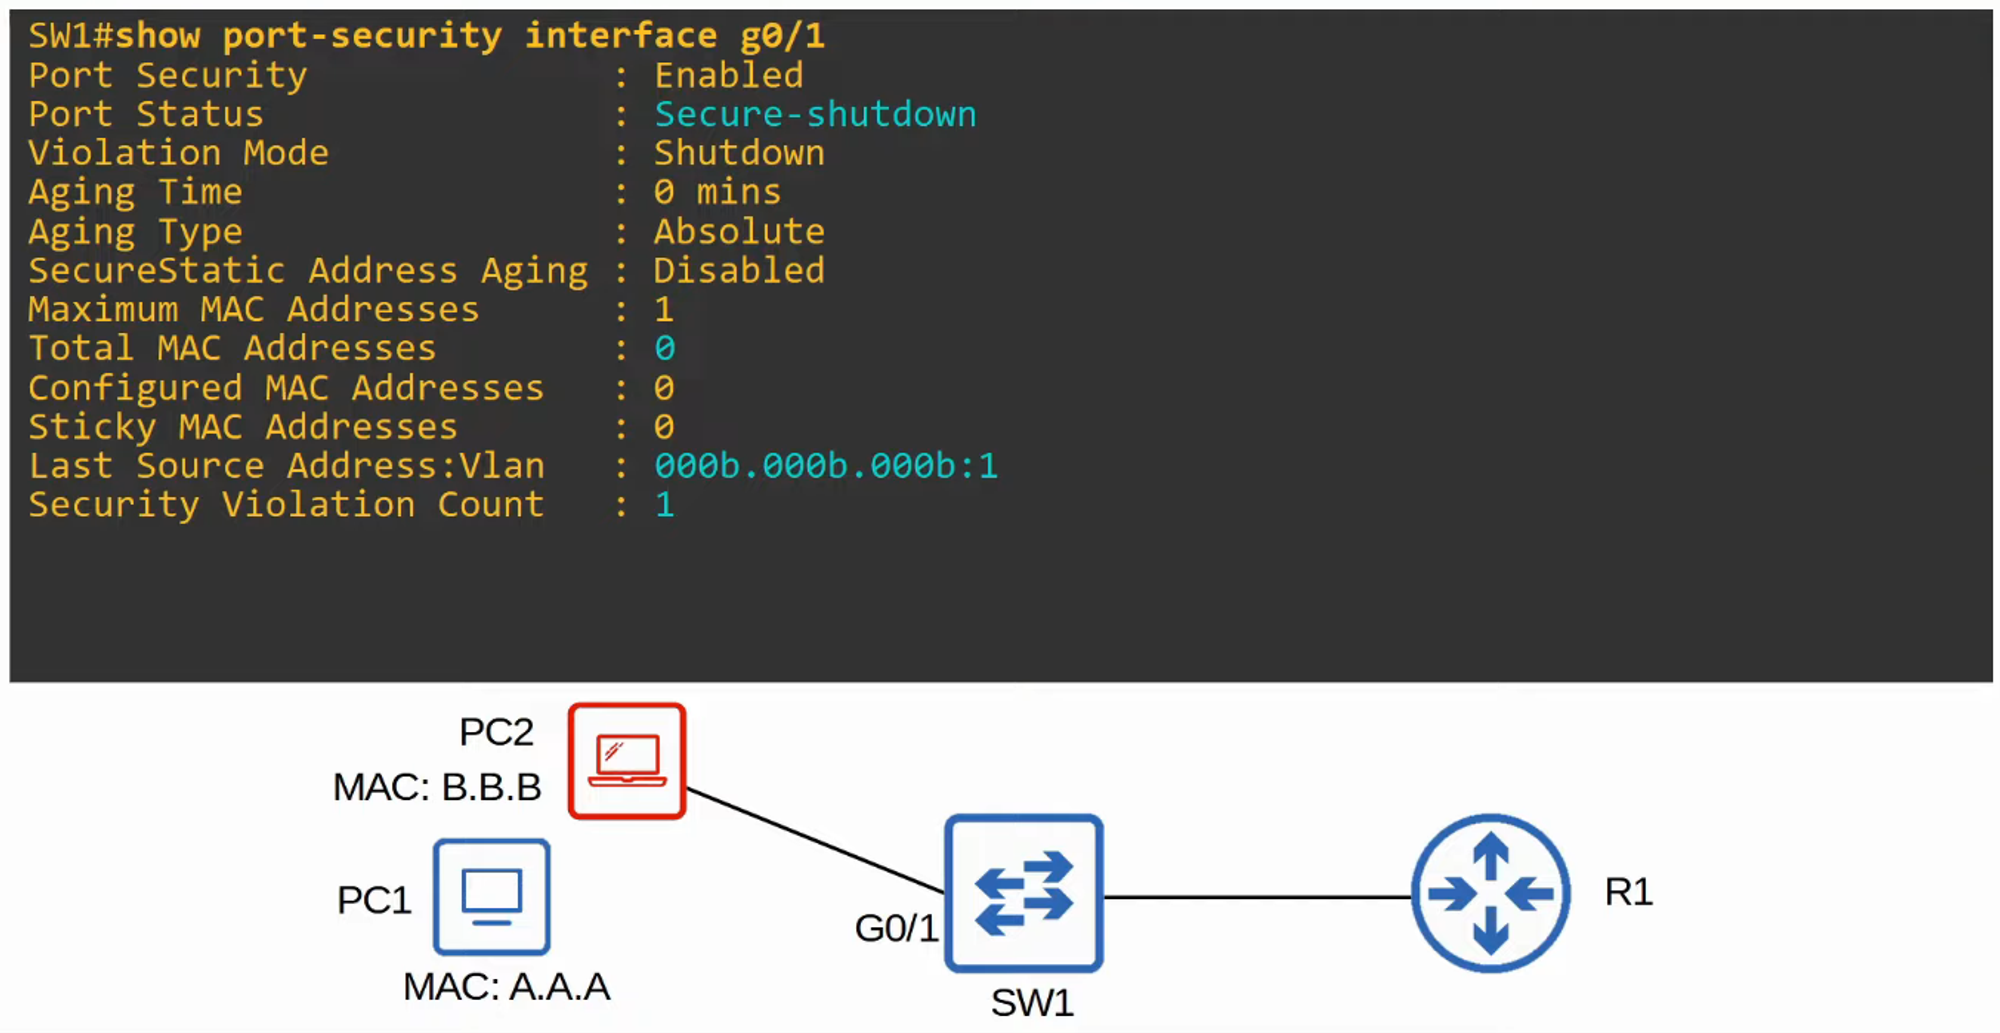 SW1#show port-security interface g0/1
Port Security : Enabled
Port Status : Secure-shutdown
Violation Mode : Shutdown
Aging Time : 0 mins
Aging Type : Absolute
SecureStatic Address Aging : Disabled
Maximum MAC Addresses : 1
Total MAC Addresses : 0
Configured MAC Addresses : 0
Sticky MAC Addresses : 0
Last Source Address:Vlan : 000b.000b.000b:1
Security Violation Count : 1
PC2
MAC: B.B.B
PC1
MAC: A.A.A
G0/1
SW1
R1